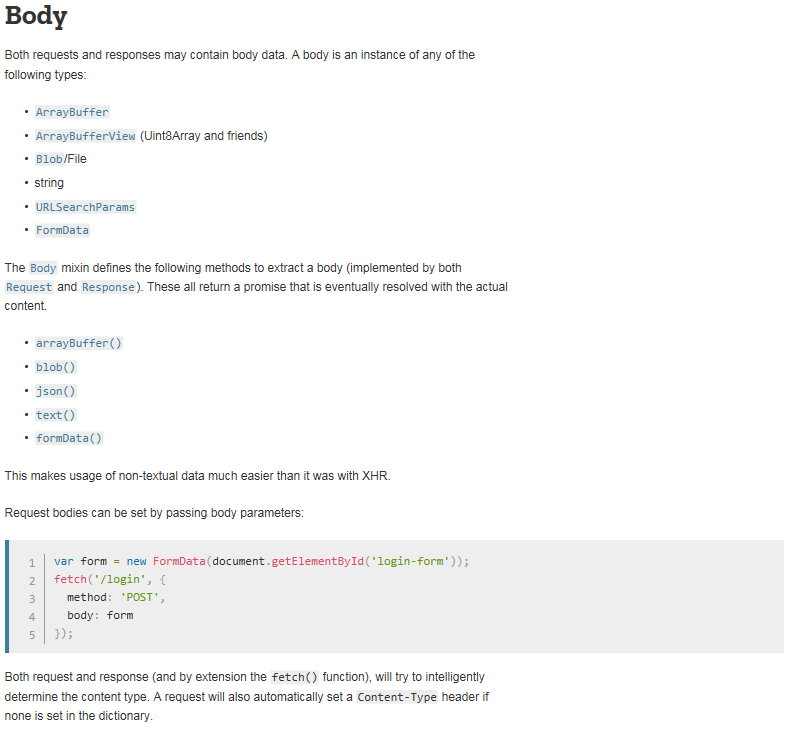 Body
Both requests and responses may contain body data. A body is an instance of any of the
following types:
• ArrayBuffer
• ArrayBufferView (Uint8Array and friends)
• Blob/File
• string
• URLSearchParams
• FormData
The Body mixin defines the following methods to extract a body (implemented by both
Request and Response). These all return a promise that is eventually resolved with the actual
content.
• arrayBuffer()
• blob()
• json()
• text()
• formData()
This makes usage of non-textual data much easier than it was with XHR.
Request bodies can be set by passing body parameters:
1 var form = new FormData(document.getElementById('login-form'));
2 fetch('/login', {
3   method: 'POST',
4   body: form
5 });
Both request and response (and by extension the fetch() function), will try to intelligently
determine the content type. A request will also automatically set a Content-Type header if
none is set in the dictionary.